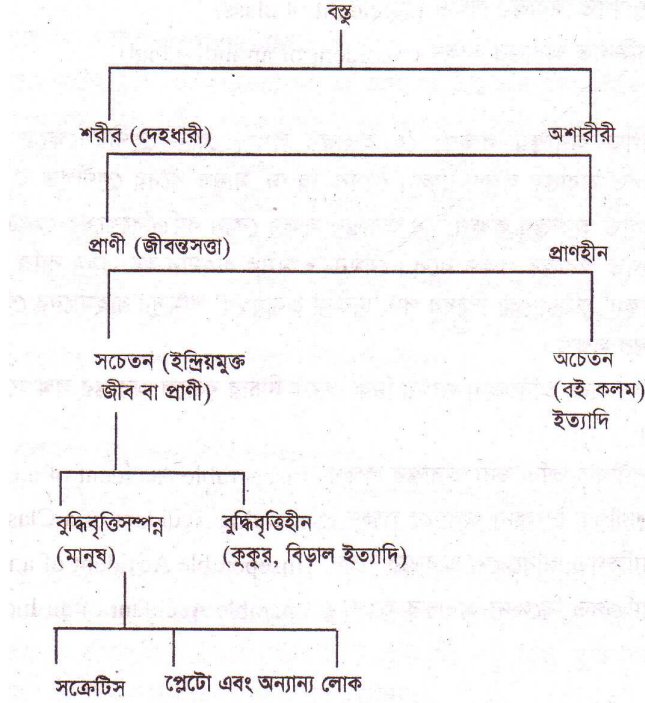 বস্তু
শরীর (দেহধারী) অশারীরী
প্রাণী (জীবন্তসত্তা) প্রাণহীন
সচেতন (ইন্দ্রিয়মুক্ত অচেতন
জীব বা প্রাণী) (বই কলম)
ইত্যাদি
বুদ্ধিবৃত্তিসম্পন্ন বুদ্ধিবৃত্তিহীন
(মানুষ) (কুকুর, বিড়াল ইত্যাদি)
সক্রেটিস প্লেটো এবং অন্যান্য লোক